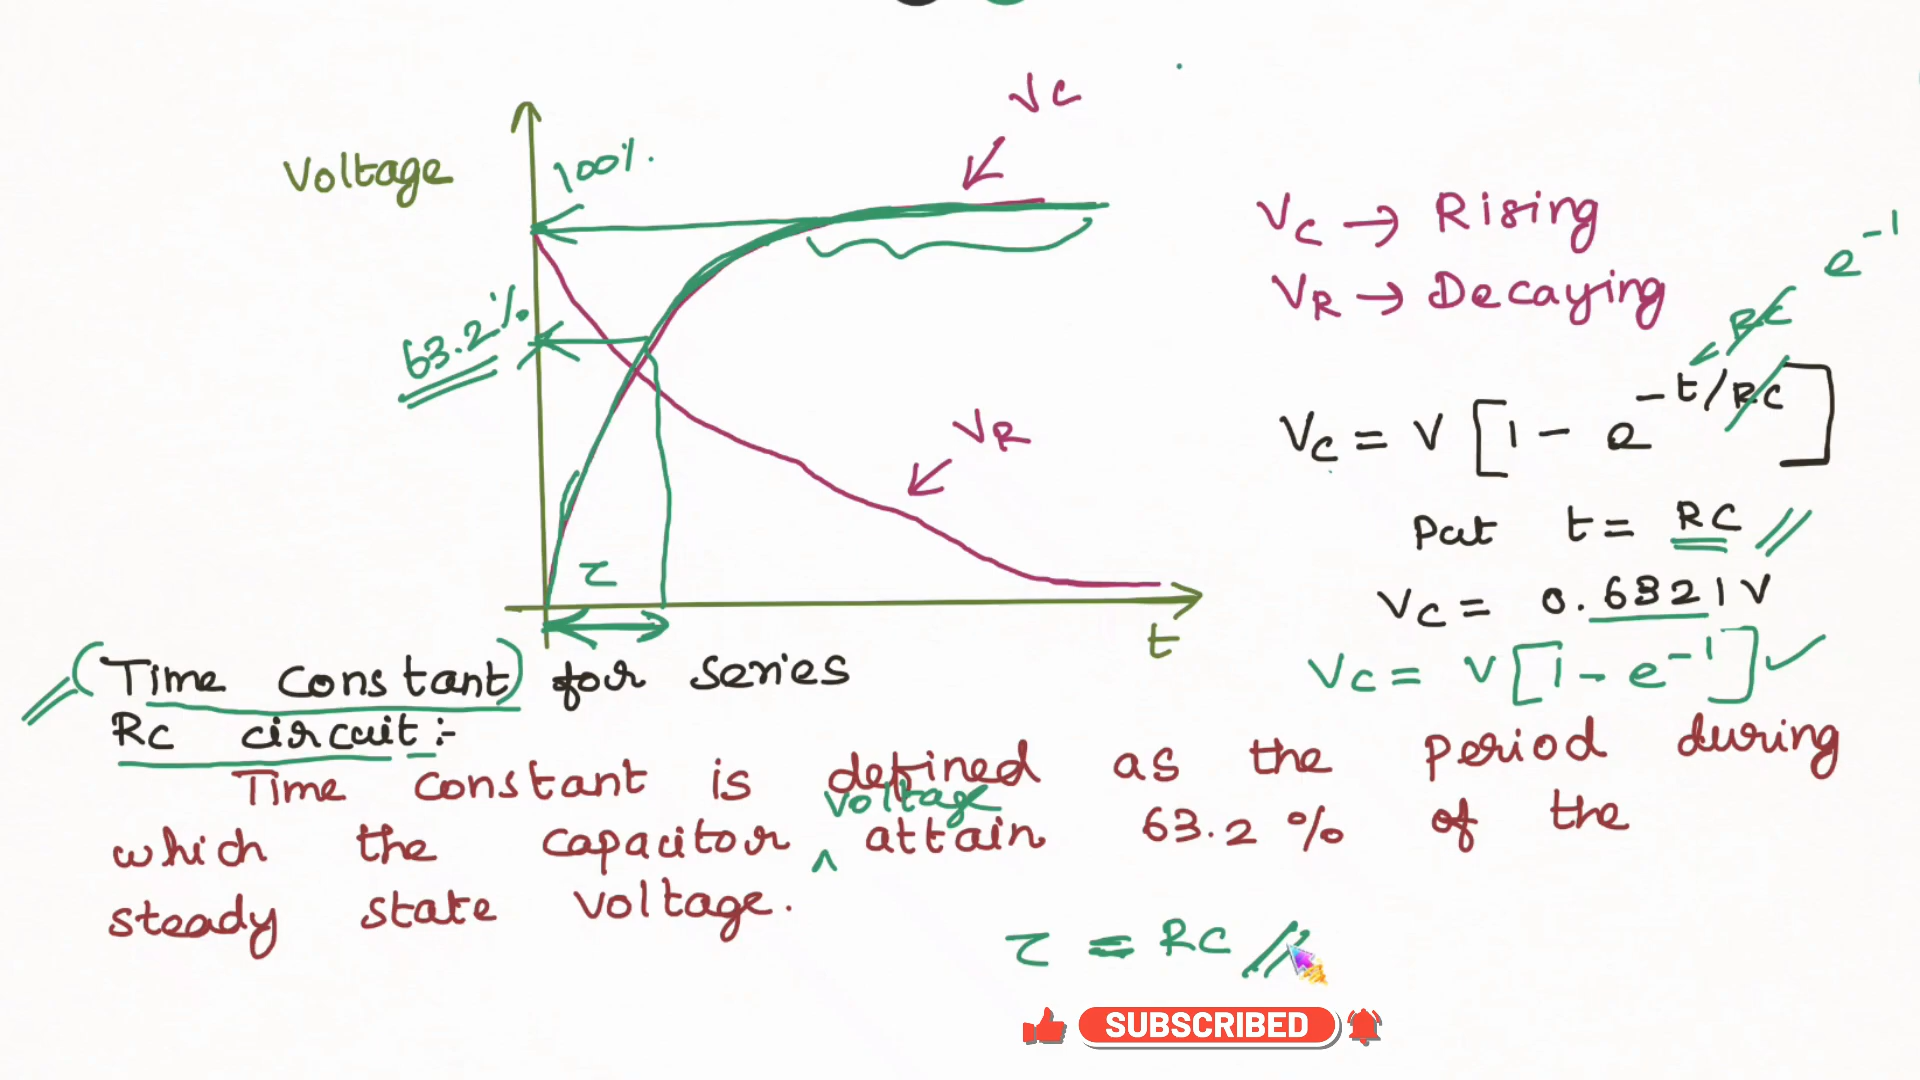 Voltage
100%.
VC
63.2%
VR
τ
t
VC → Rising
VR → Decaying
e^-1
RC
VC = V [1 - e^-t/RC]
Put t = RC
VC = 0.6321V
VC = V [1 - e^-1]
(Time constant) for series
RC circuit :-
Time constant is defined as the period during
voltage
which the capacitor ^ attain 63.2 % of the
steady state voltage.
τ = RC
SUBSCRIBED